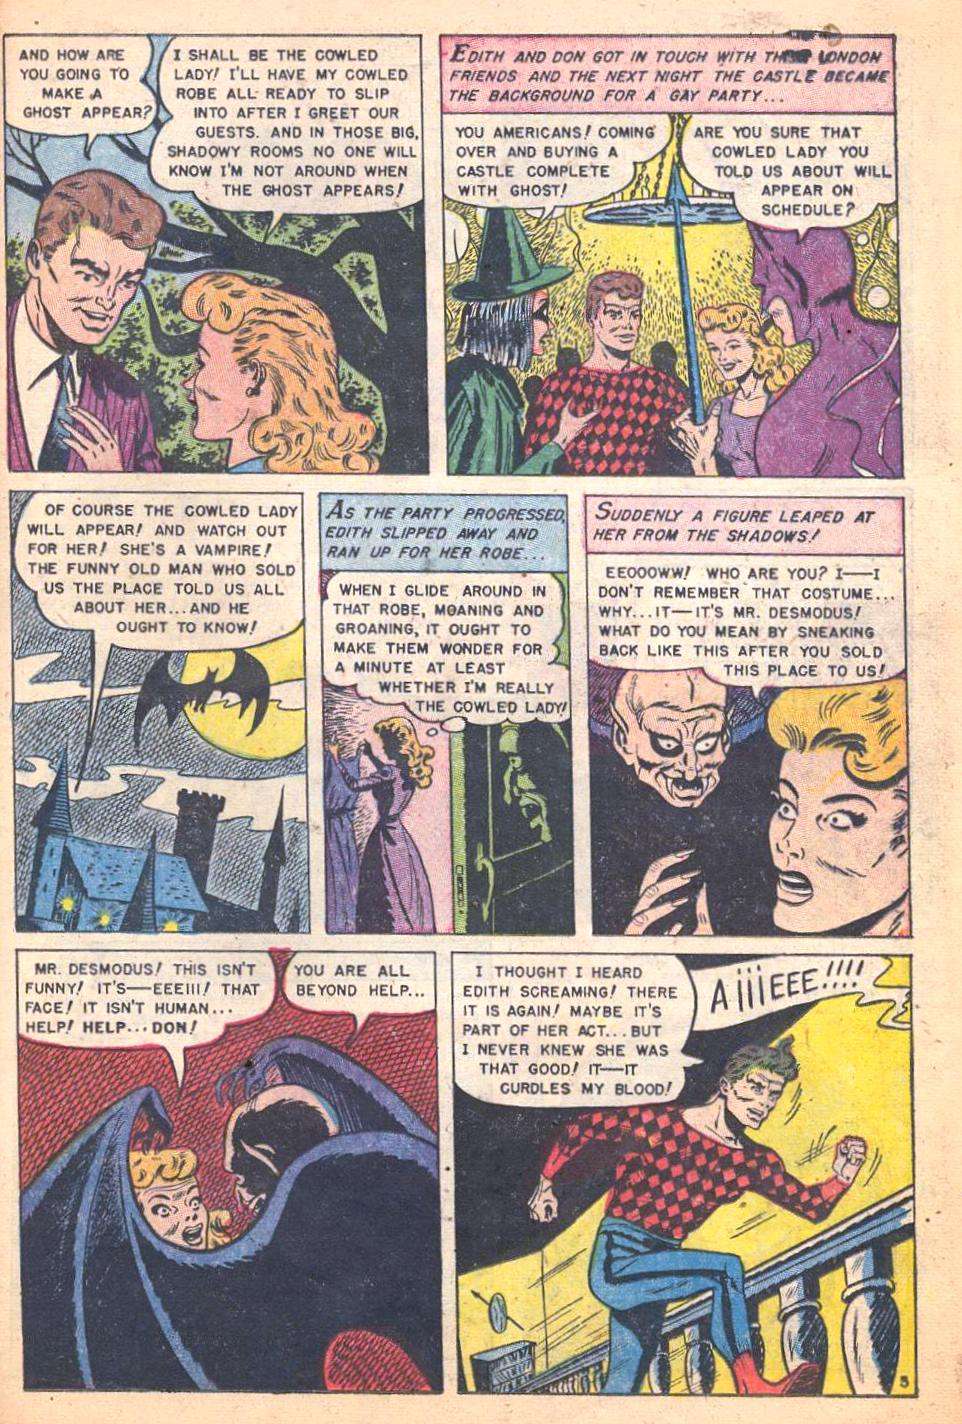 AND HOW ARE
YOU GOING TO
MAKE A
GHOST APPEAR?
I SHALL BE THE COWLED
LADY! I'LL HAVE MY COWLED
ROBE ALL READY TO SLIP
INTO AFTER I GREET OUR
GUESTS. AND IN THOSE BIG,
SHADOWY ROOMS NO ONE WILL
KNOW I'M NOT AROUND WHEN
THE GHOST APPEARS!
EDITH AND DON GOT IN TOUCH WITH LONDON
FRIENDS AND THE NEXT NIGHT THE CASTLE BECAME
THE BACKGROUND FOR A GAY PARTY...
YOU AMERICANS! COMING
OVER AND BUYING A
CASTLE COMPLETE
WITH GHOST!
ARE YOU SURE THAT
COWLED LADY YOU
TOLD US ABOUT WILL
APPEAR ON
SCHEDULE?
OF COURSE THE COWLED LADY
WILL APPEAR! AND WATCH OUT
FOR HER! SHE'S A VAMPIRE!
THE FUNNY OLD MAN WHO SOLD
US THE PLACE TOLD US ALL
ABOUT HER...AND HE
OUGHT TO KNOW!
AS THE PARTY PROGRESSED,
EDITH SLIPPED AWAY AND
RAN UP FOR HER ROBE...
WHEN I GLIDE AROUND IN
THAT ROBE, MOANING AND
GROANING, IT OUGHT TO
MAKE THEM WONDER FOR
A MINUTE AT LEAST
WHETHER I'M REALLY
THE COWLED LADY!
SUDDENLY A FIGURE LEAPED AT
HER FROM THE SHADOWS!
EEOOOWW! WHO ARE YOU? I—I
DON'T REMEMBER THAT COSTUME...
WHY...IT—IT'S MR. DESMODUS!
WHAT DO YOU MEAN BY SNEAKING
BACK LIKE THIS AFTER YOU SOLD
THIS PLACE TO US!
MR. DESMODUS! THIS ISN'T
FUNNY! IT'S—EEEIII! THAT
FACE! IT ISN'T HUMAN...
HELP! HELP...DON!
YOU ARE ALL
BEYOND HELP...
I THOUGHT I HEARD
EDITH SCREAMING! THERE
IT IS AGAIN! MAYBE IT'S
PART OF HER ACT...BUT
I NEVER KNEW SHE WAS
THAT GOOD! IT—IT
CURDLES MY BLOOD!
AIIIEEE!!!!
3